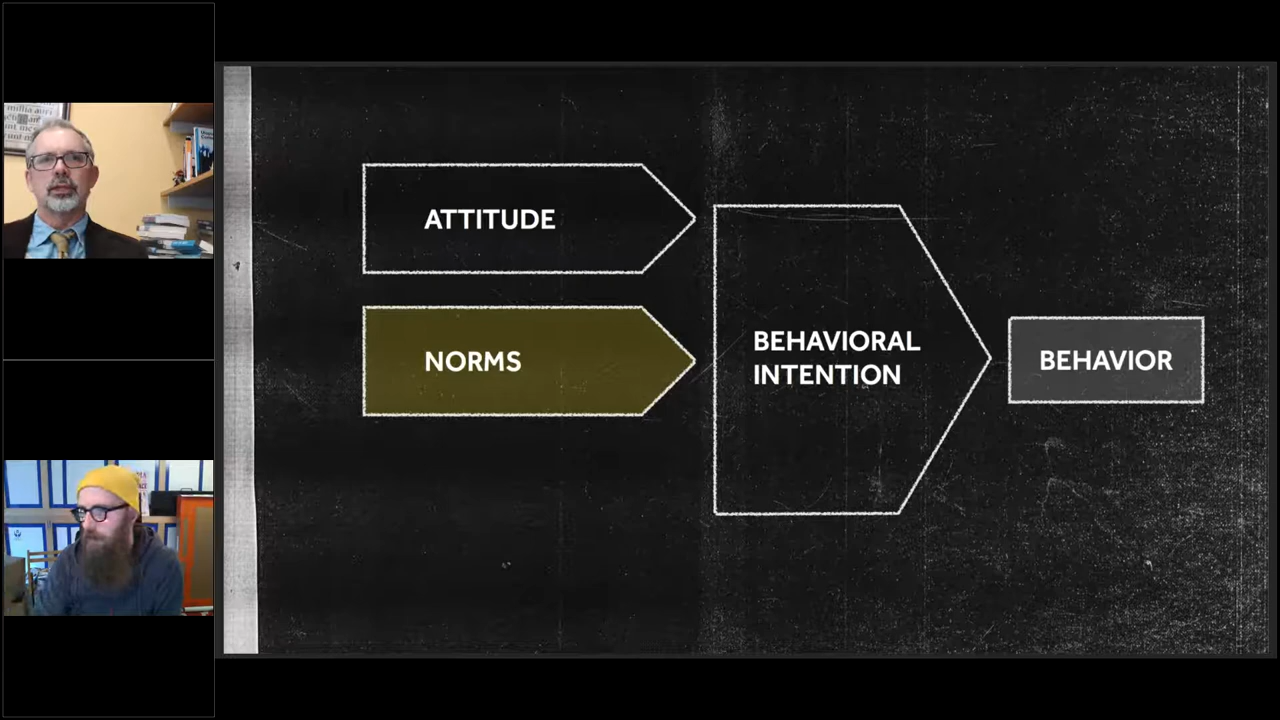 ATTITUDE
NORMS
BEHAVIORAL
INTENTION
BEHAVIOR